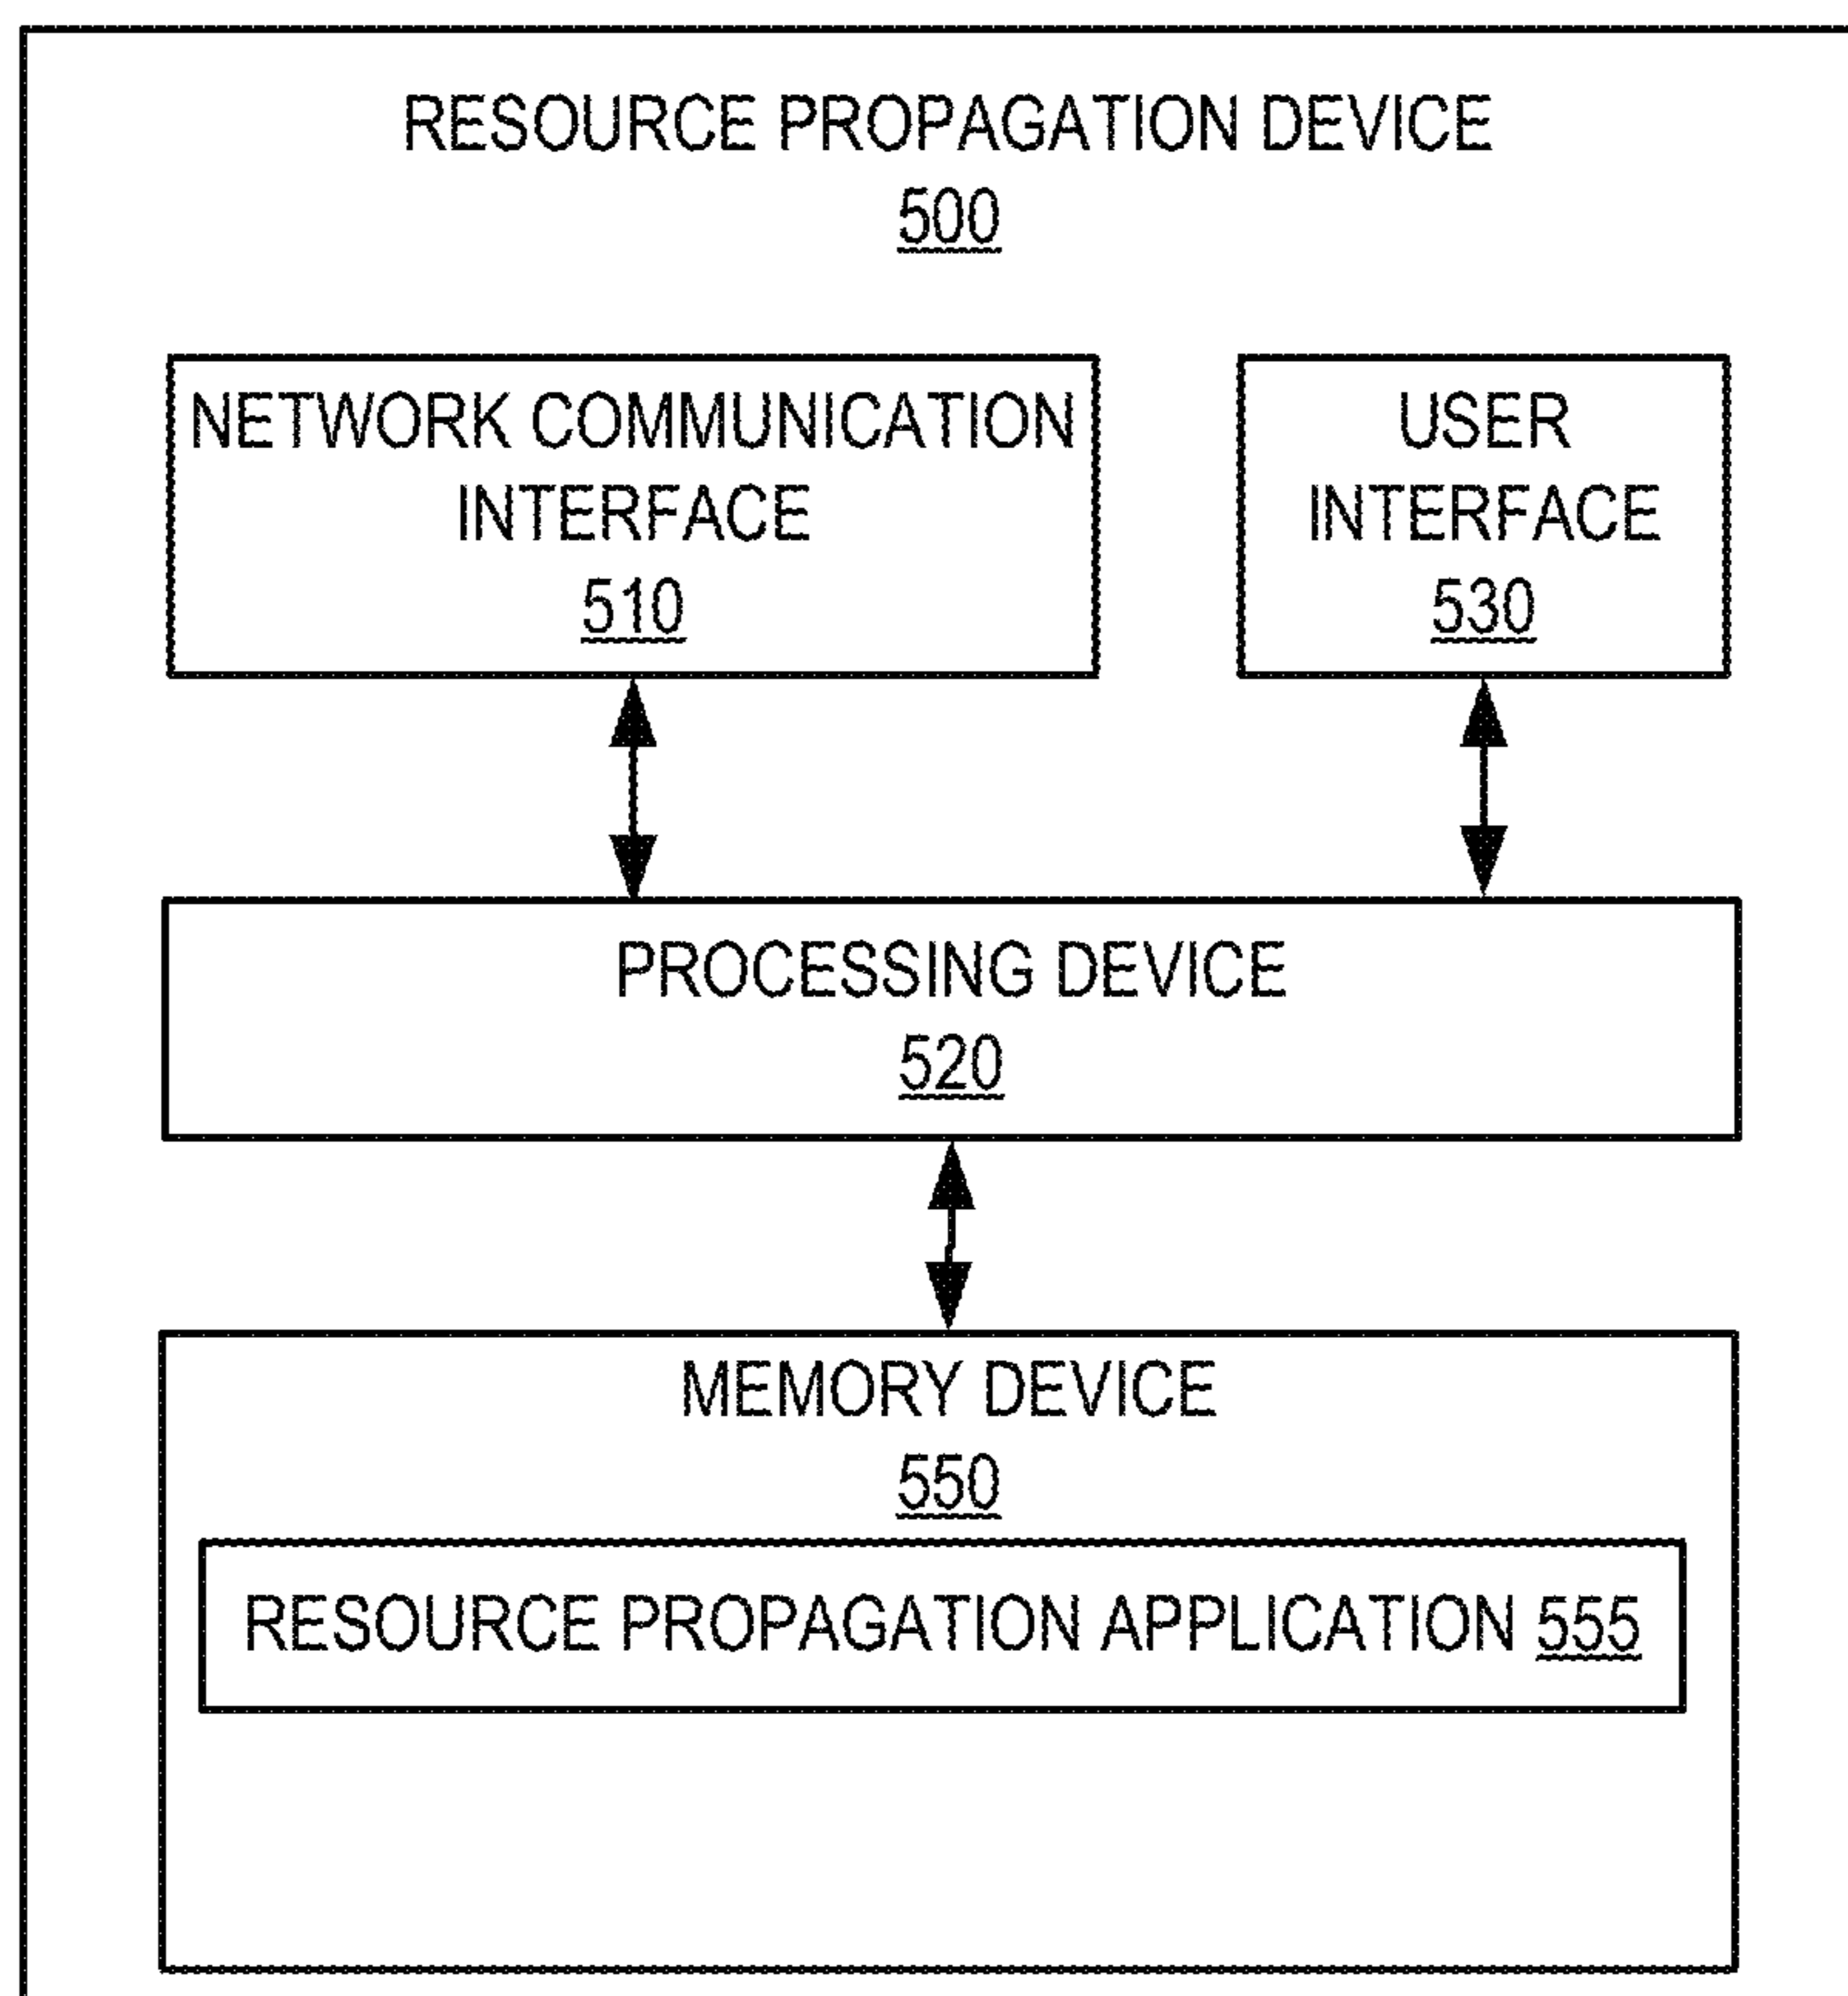 RESOURCE PROPAGATION DEVICE
500
NETWORK COMMUNICATION
INTERFACE
510
USER
INTERFACE
530
PROCESSING DEVICE
520
MEMORY DEVICE
550
RESOURCE PROPAGATION APPLICATION 555